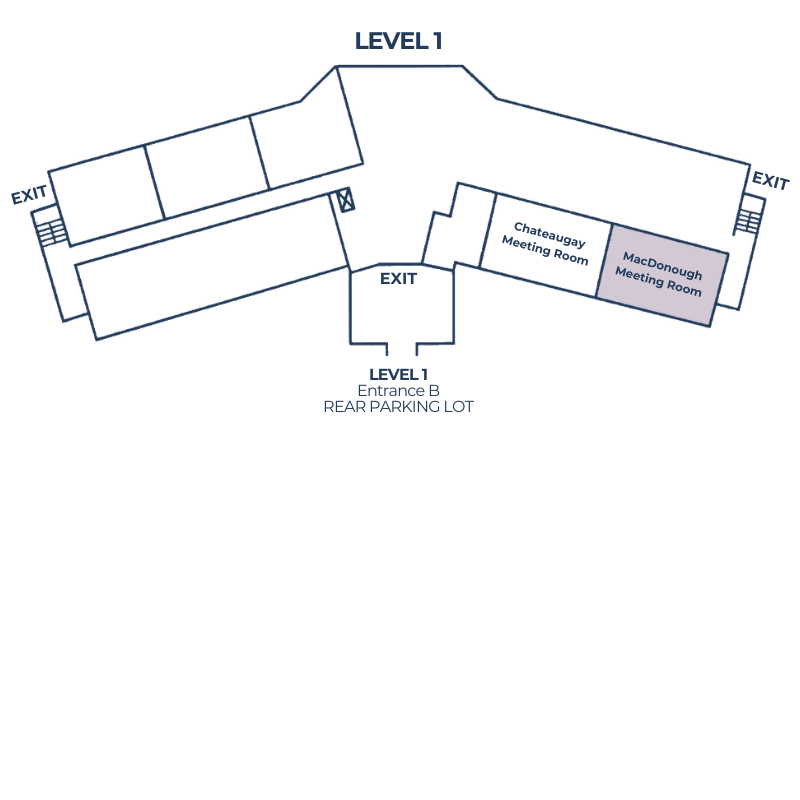 LEVEL 1
EXIT
EXIT
Chateaugay
Meeting Room
MacDonough
Meeting Room
EXIT
LEVEL 1
Entrance B
REAR PARKING LOT